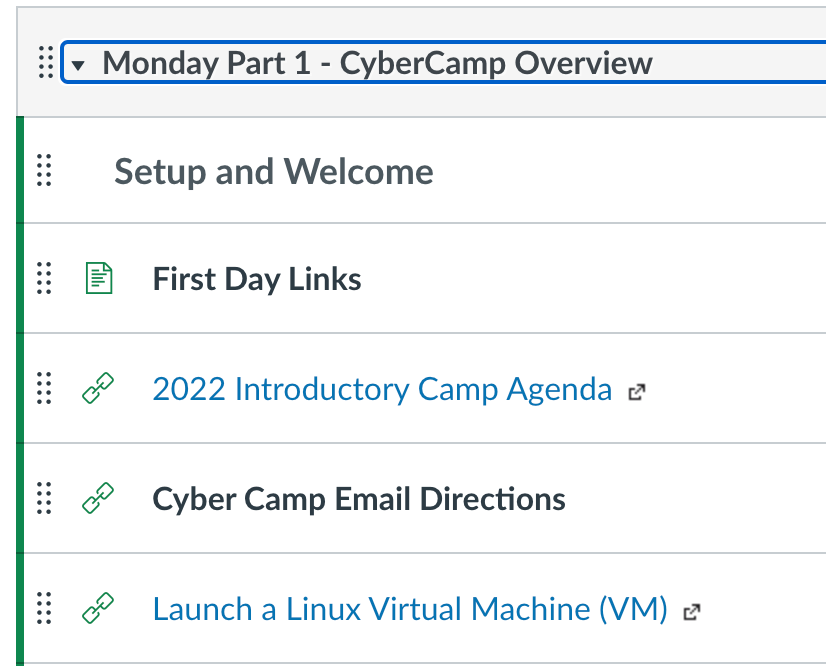 Monday Part 1 - CyberCamp Overview
Setup and Welcome
First Day Links
2022 Introductory Camp Agenda
Cyber Camp Email Directions
Launch a Linux Virtual Machine (VM)